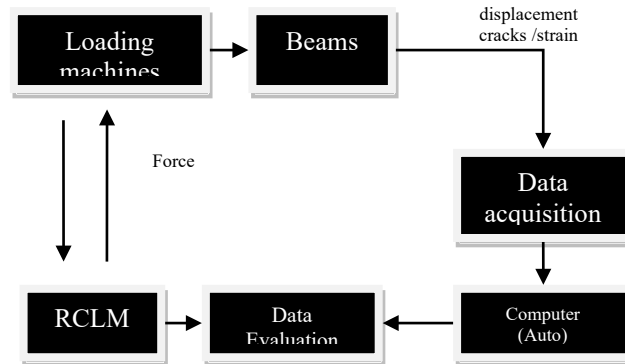 displacement
cracks /strain
Loading
machines
Beams
Force
Data
acquisition
RCLM
Data
Evaluation
Computer
(Auto)